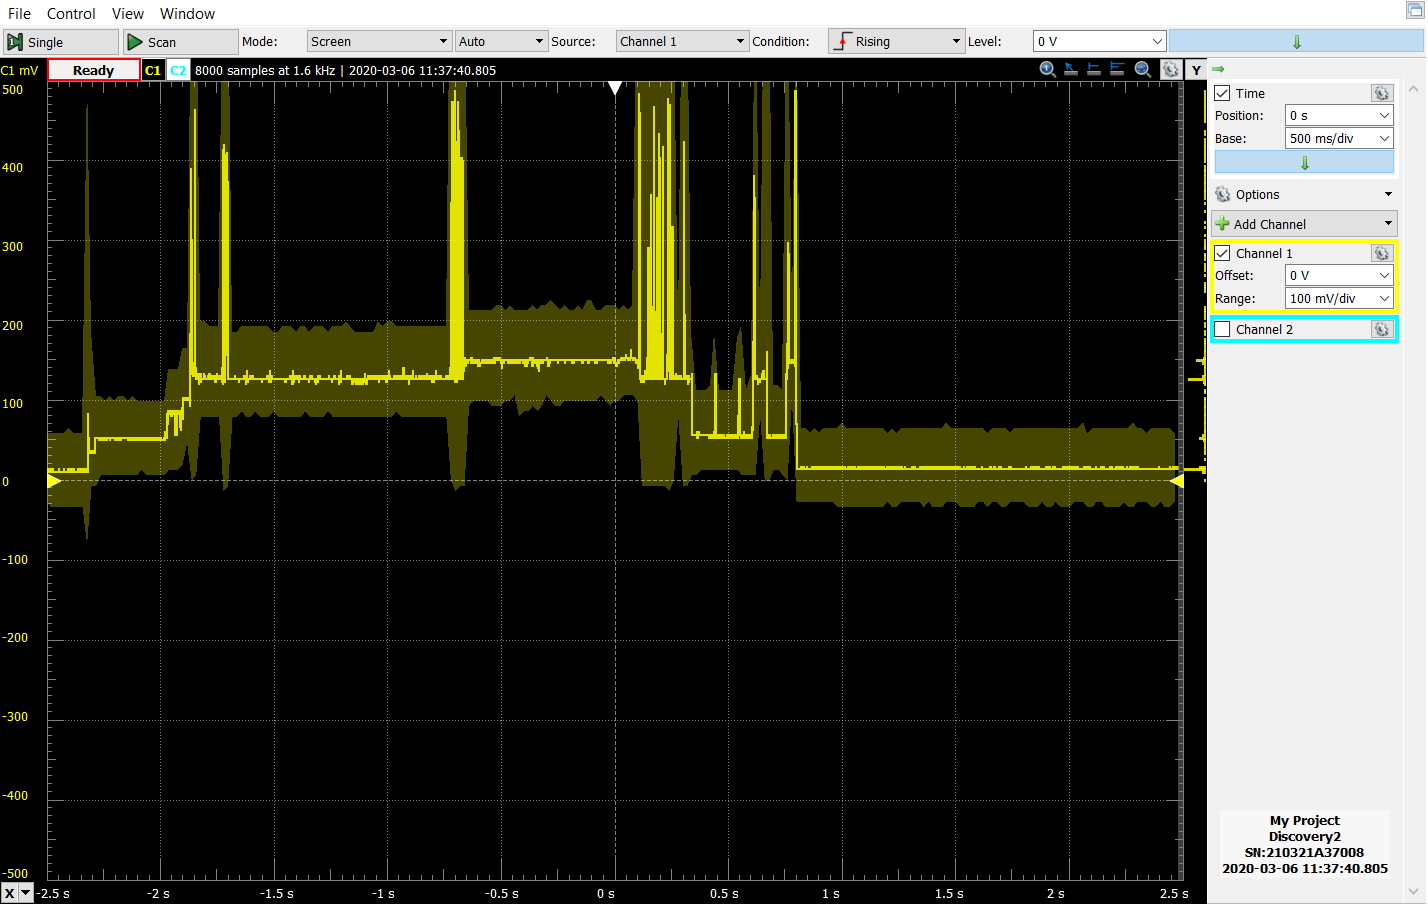 File Control View Window
Single Scan Mode: Screen Auto Source: Channel 1 Condition: Rising Level: 0 V
C1 mV Ready C1 C2 8000 samples at 1.6 kHz | 2020-03-06 11:37:40.805 Y
500
400
300
200
100
0
-100
-200
-300
-400
-500
X -2.5 s -2 s -1.5 s -1 s -0.5 s 0 s 0.5 s 1 s 1.5 s 2 s 2.5 s
Time
Position: 0 s
Base: 500 ms/div
Options
Add Channel
Channel 1
Offset: 0 V
Range: 100 mV/div
Channel 2
My Project
Discovery2
SN:210321A37008
2020-03-06 11:37:40.805